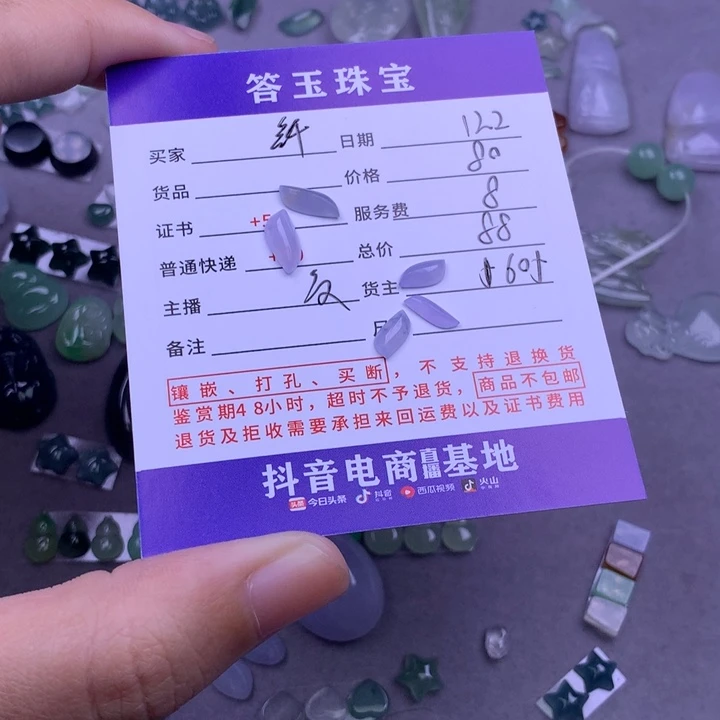 答玉珠宝
买家 日期 122
货品 价格 80
证书 +5 服务费 8
普通快递 总价 88
主播 货主
备注
镶嵌、打孔、买断，不支持退换货
鉴赏期48小时，超时不予退货，商品不包邮
退货及拒收需要承担来回运费以及证书费用
抖音电商直播基地
头条 今日头条 抖音 西瓜视频 火山